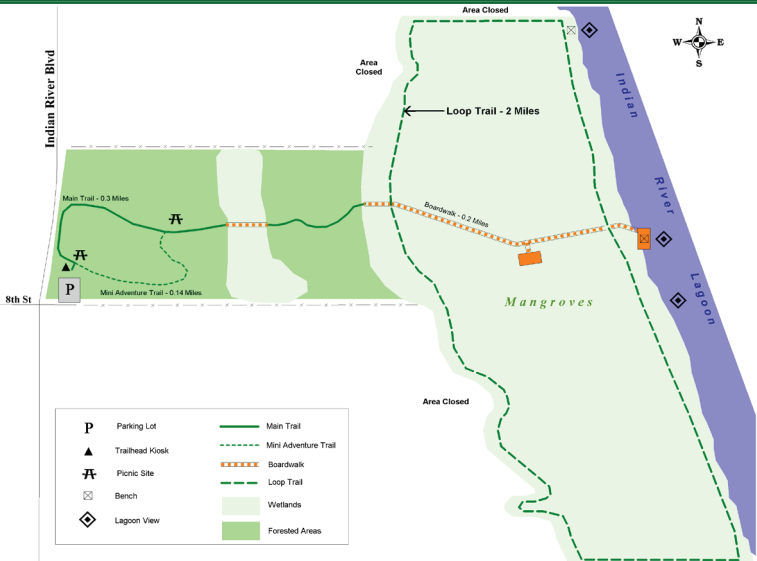 Area Closed
N
W
E
S
Area
Closed
Indian River Blvd
Indian
River
Lagoon
Loop Trail - 2 Miles
Main Trail - 0.3 Miles
Boardwalk - 0.2 Miles
Mini Adventure Trail - 0.14 Miles
P
8th St
Mangroves
Area Closed
P
Parking Lot
Main Trail
Trailhead Kiosk
Mini Adventure Trail
Picnic Site
Boardwalk
Bench
Loop Trail
Lagoon View
Wetlands
Forested Areas